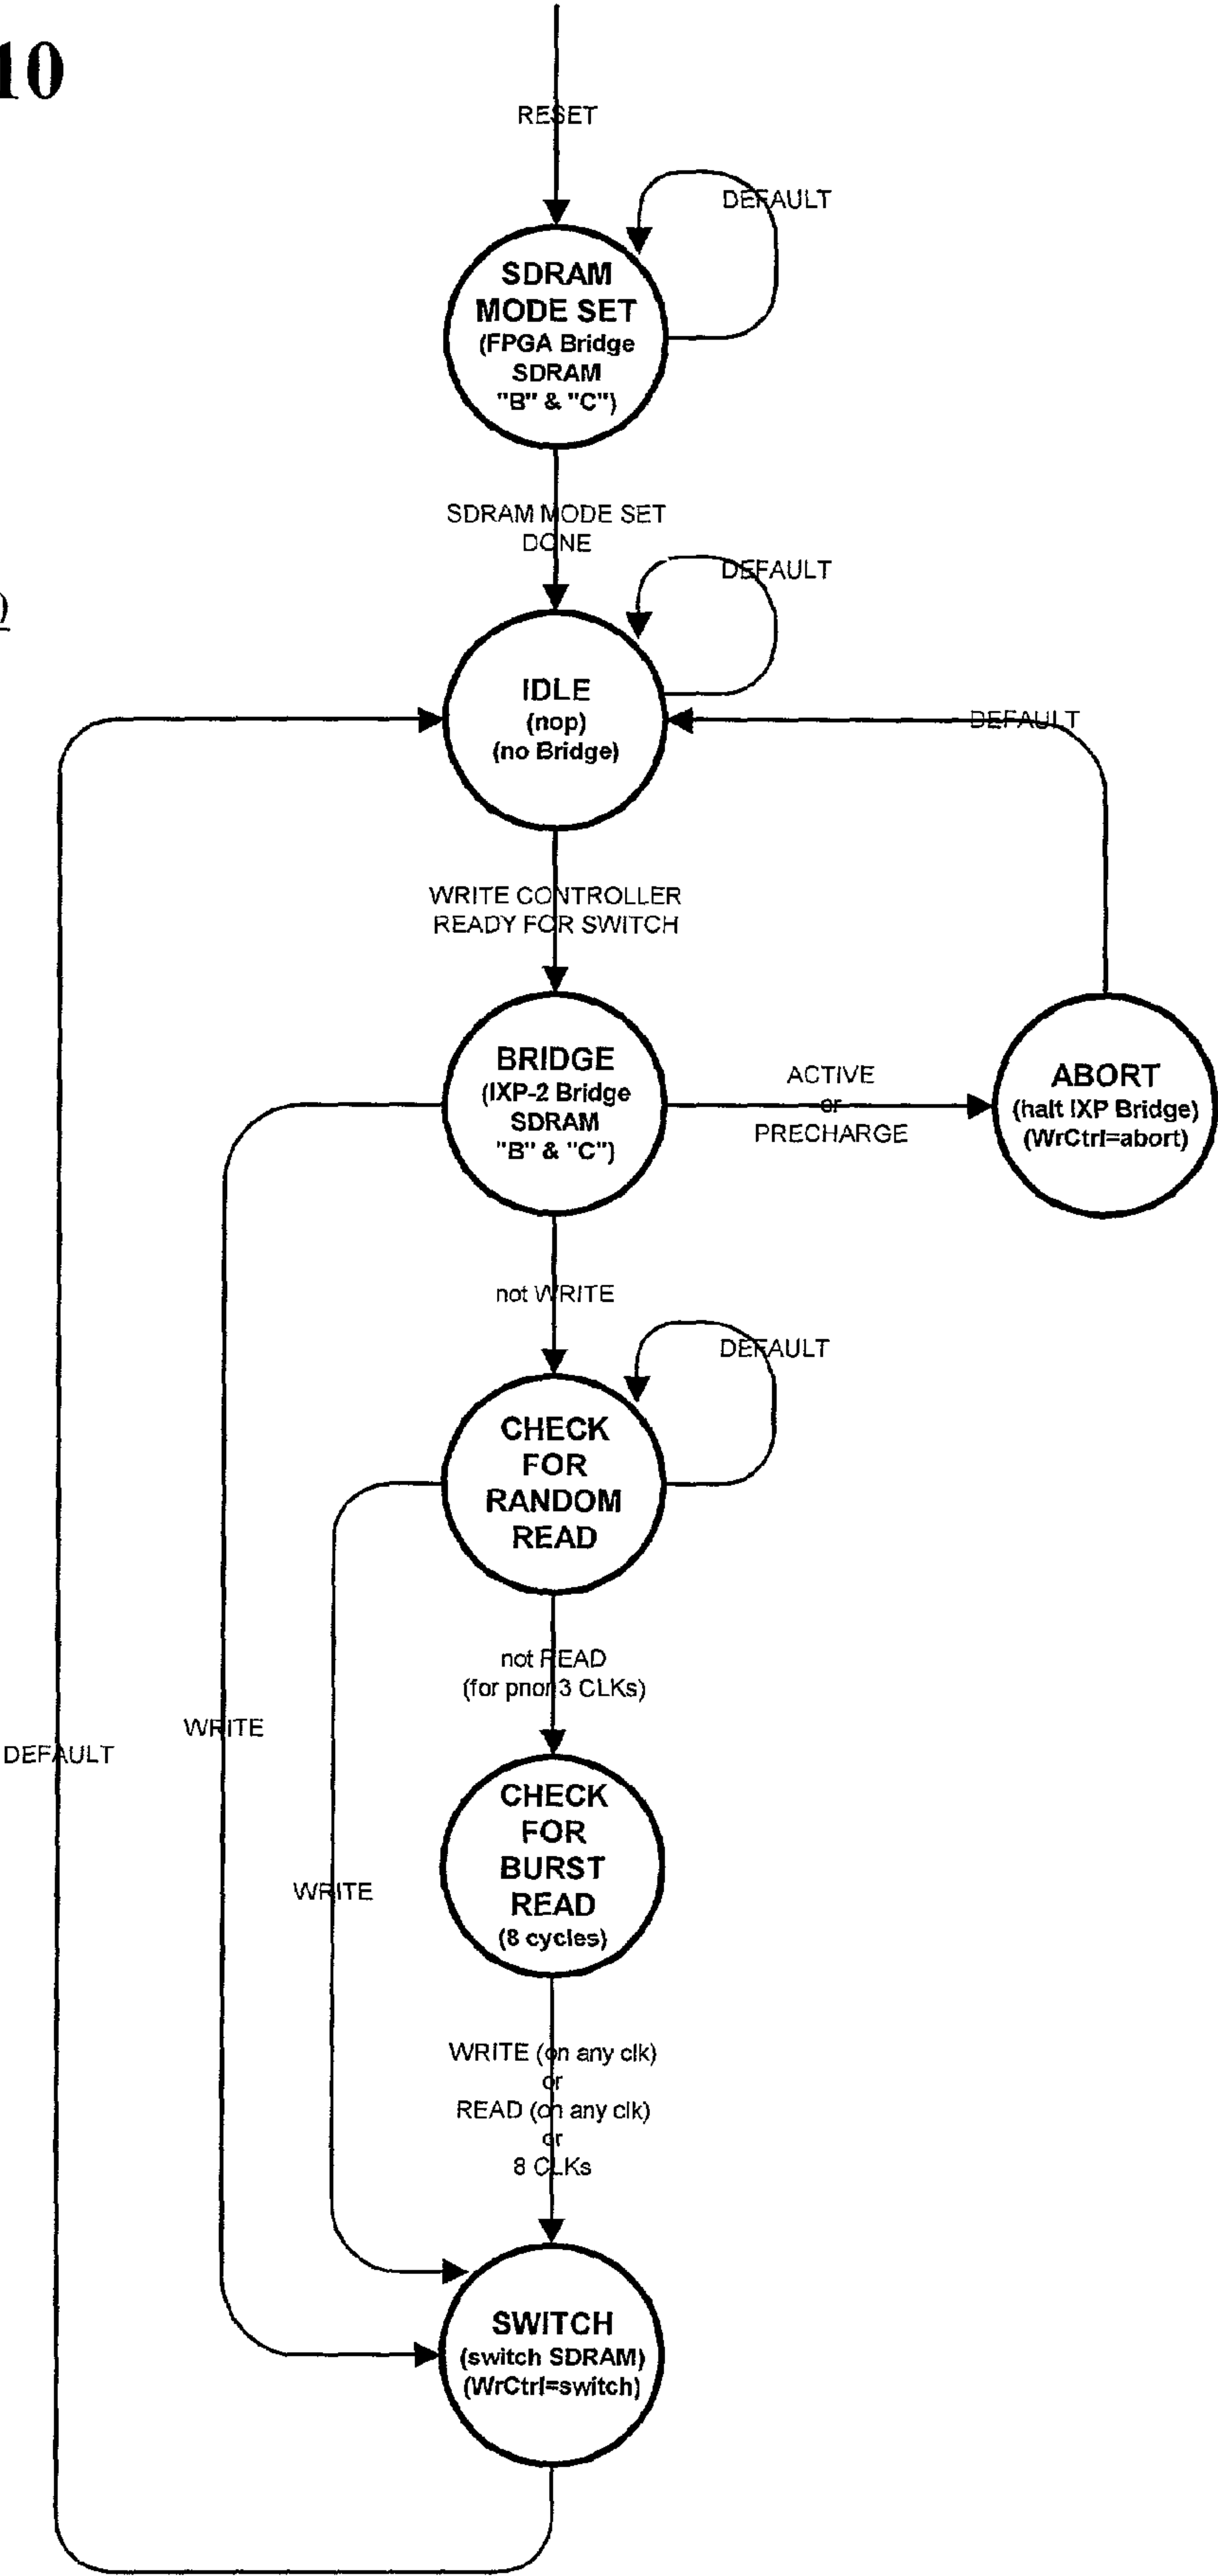 10
RESET
DEFAULT
SDRAM
MODE SET
(FPGA Bridge
SDRAM
"B" & "C")
SDRAM MODE SET
DONE
DEFAULT
)
IDLE
(nop)
(no Bridge)
DEFAULT
WRITE CONTROLLER
READY FOR SWITCH
BRIDGE
(IXP-2 Bridge
SDRAM
"B" & "C")
ACTIVE
or
PRECHARGE
ABORT
(halt IXP Bridge)
(WrCtrl=abort)
not WRITE
DEFAULT
CHECK
FOR
RANDOM
READ
not READ
(for prior 3 CLKs)
WRITE
DEFAULT
CHECK
FOR
BURST
READ
(8 cycles)
WRITE
WRITE (on any clk)
or
READ (on any clk)
or
8 CLKs
SWITCH
(switch SDRAM)
(WrCtrl=switch)